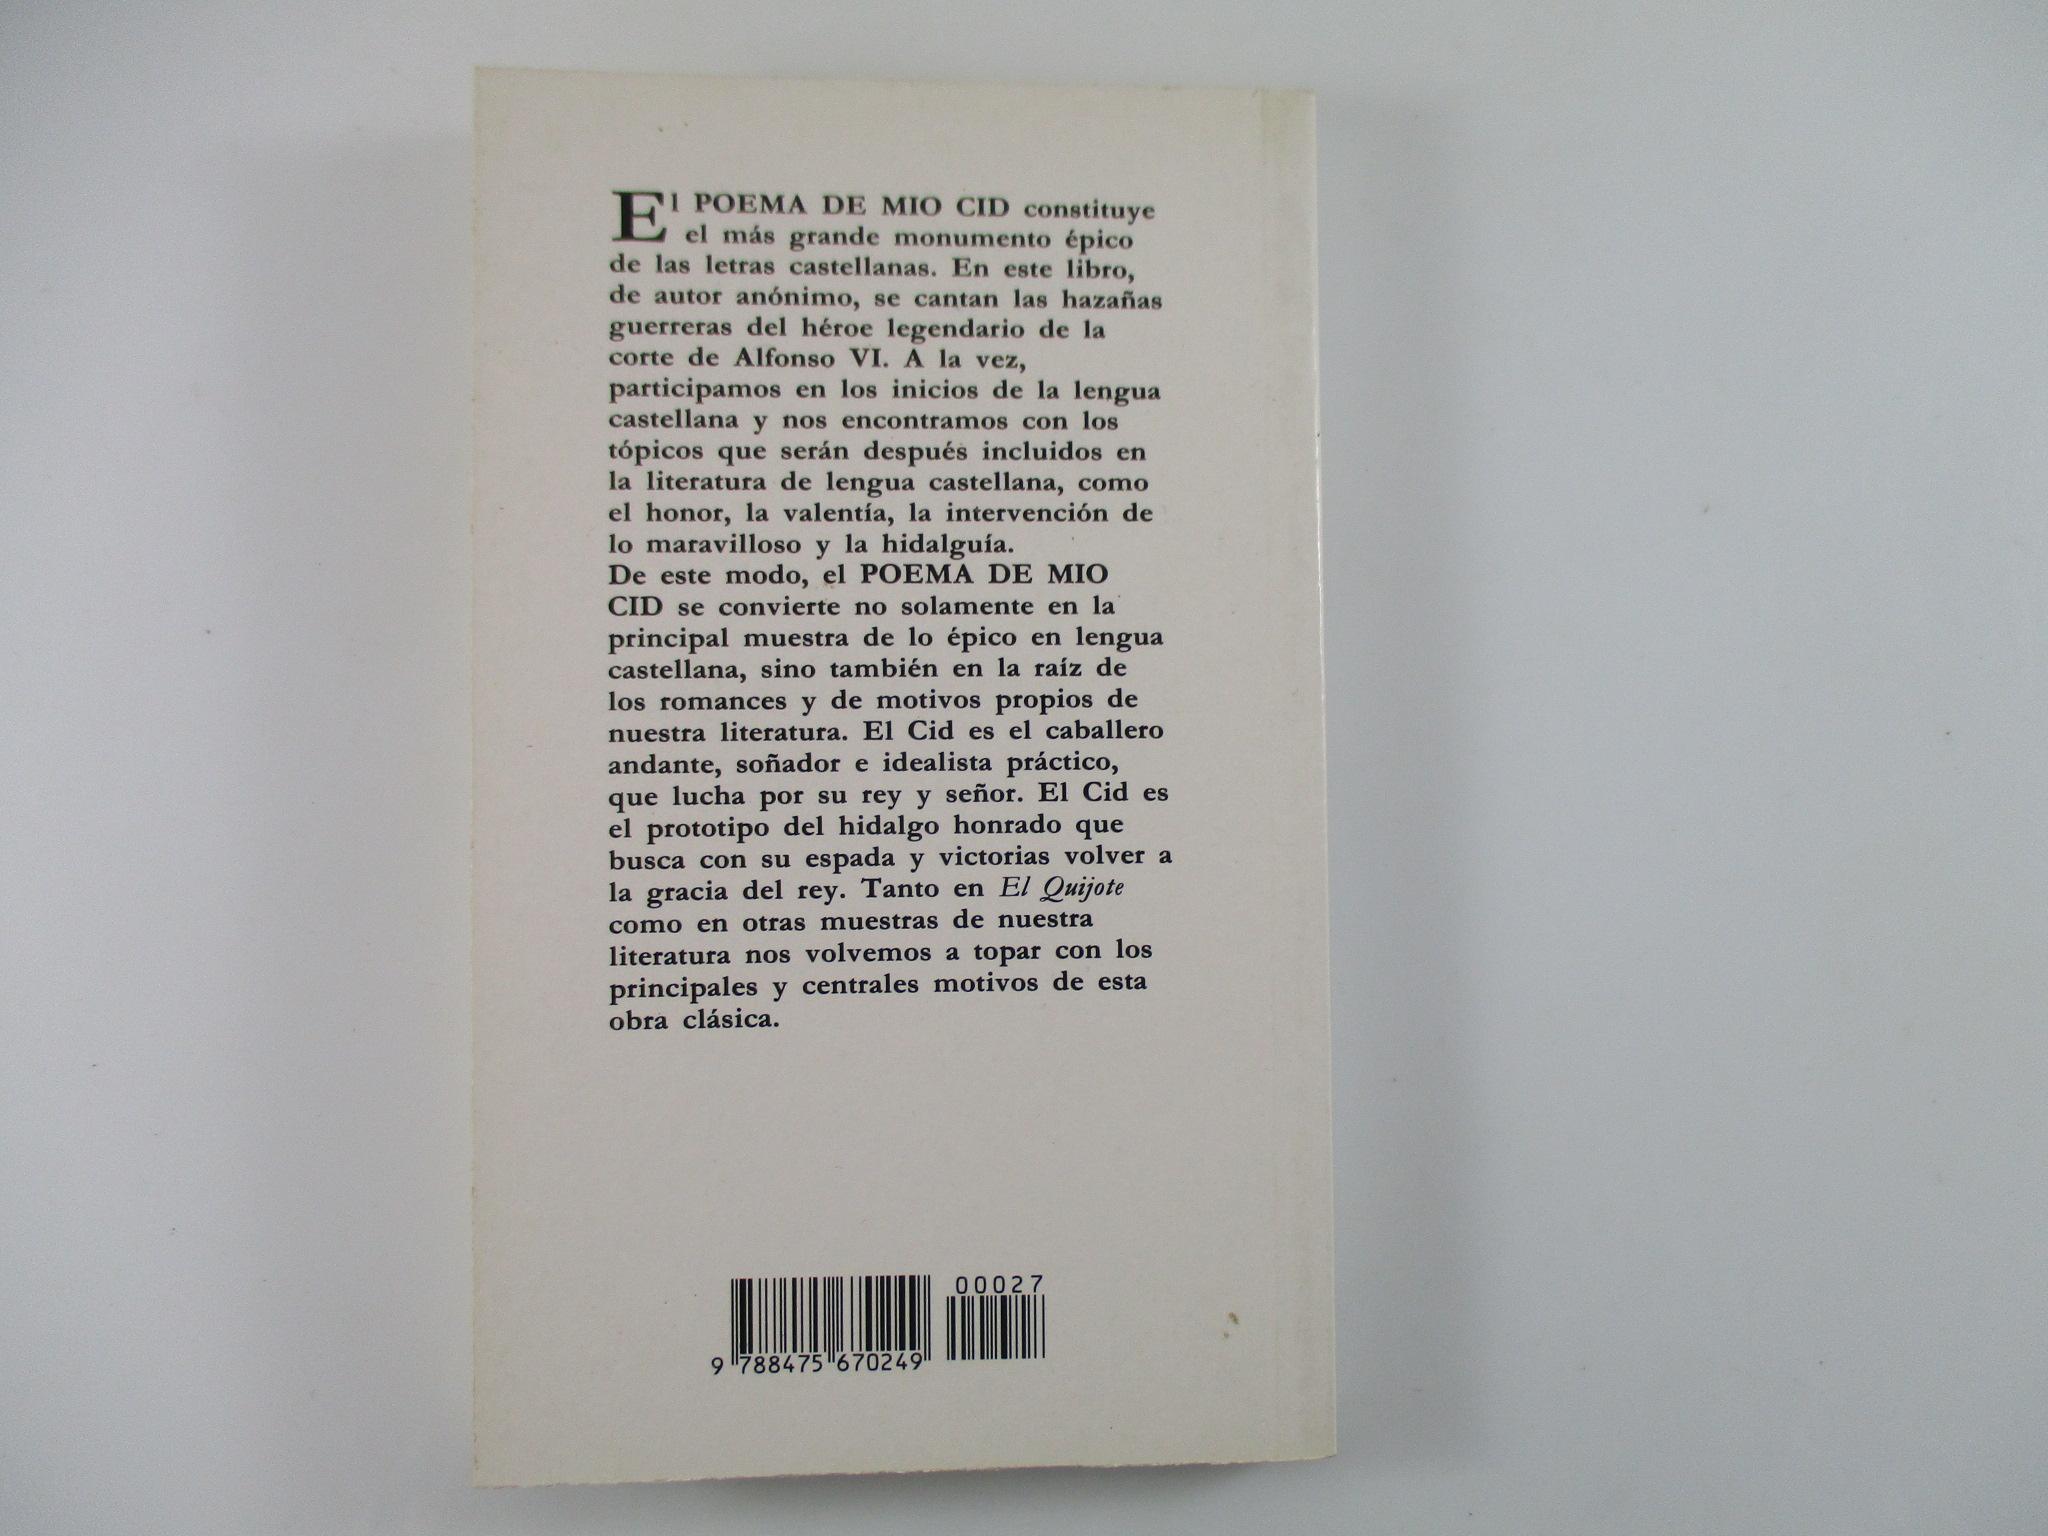 El POEMA DE MIO CID constituye
el más grande monumento épico
de las letras castellanas. En este libro,
de autor anónimo, se cantan las hazañas
guerreras del héroe legendario de la
corte de Alfonso VI. A la vez,
participamos en los inicios de la lengua
castellana y nos encontramos con los
tópicos que serán después incluidos en
la literatura de lengua castellana, como
el honor, la valentía, la intervención de
lo maravilloso y la hidalguía.
De este modo, el POEMA DE MIO
CID se convierte no solamente en la
principal muestra de lo épico en lengua
castellana, sino también en la raíz de
los romances y de motivos propios de
nuestra literatura. El Cid es el caballero
andante, soñador e idealista práctico,
que lucha por su rey y señor. El Cid es
el prototipo del hidalgo honrado que
busca con su espada y victorias volver a
la gracia del rey. Tanto en El Quijote
como en otras muestras de nuestra
literatura nos volvemos a topar con los
principales y centrales motivos de esta
obra clásica.
00027
9 788475 670249